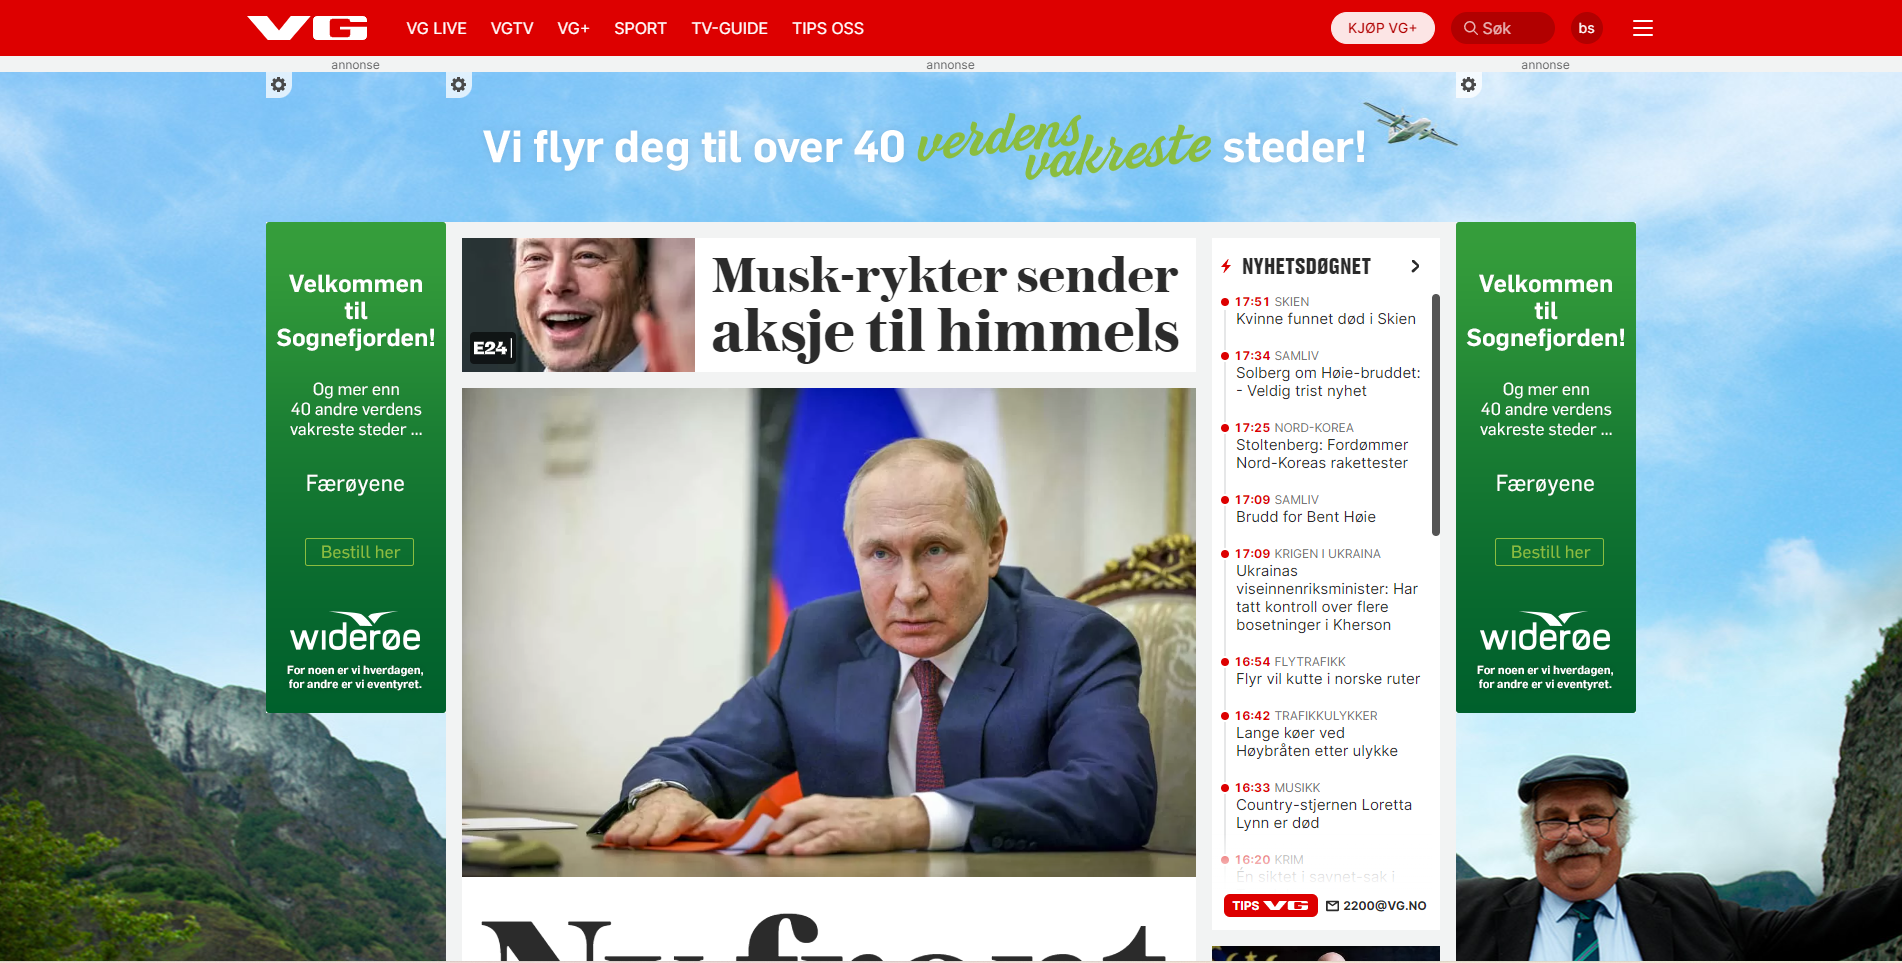 VG
VG LIVE
VGTV
VG+
SPORT
TV-GUIDE
TIPS OSS
KJØP VG+
Søk
bs
annonse
annonse
annonse
Vi flyr deg til over 40 verdens vakreste steder!
Velkommen
til
Sognefjorden!
Og mer enn
40 andre verdens
vakreste steder ...
Færøyene
Bestill her
widerøe
For noen er vi hverdagen,
for andre er vi eventyret.
E24
Musk-rykter sender
aksje til himmels
Ny front
NYHETSDØGNET
17:51 SKIEN
Kvinne funnet død i Skien
17:34 SAMLIV
Solberg om Høie-bruddet:
- Veldig trist nyhet
17:25 NORD-KOREA
Stoltenberg: Fordømmer
Nord-Koreas rakettester
17:09 SAMLIV
Brudd for Bent Høie
17:09 KRIGEN I UKRAINA
Ukrainas
viseinnenriksminister: Har
tatt kontroll over flere
bosetninger i Kherson
16:54 FLYTRAFIKK
Flyr vil kutte i norske ruter
16:42 TRAFIKKULYKKER
Lange køer ved
Høybråten etter ulykke
16:33 MUSIKK
Country-stjernen Loretta
Lynn er død
16:20 KRIM
Én siktet i savnet-søk i
TIPS VG
2200@VG.NO
Velkommen
til
Sognefjorden!
Og mer enn
40 andre verdens
vakreste steder ...
Færøyene
Bestill her
widerøe
For noen er vi hverdagen,
for andre er vi eventyret.